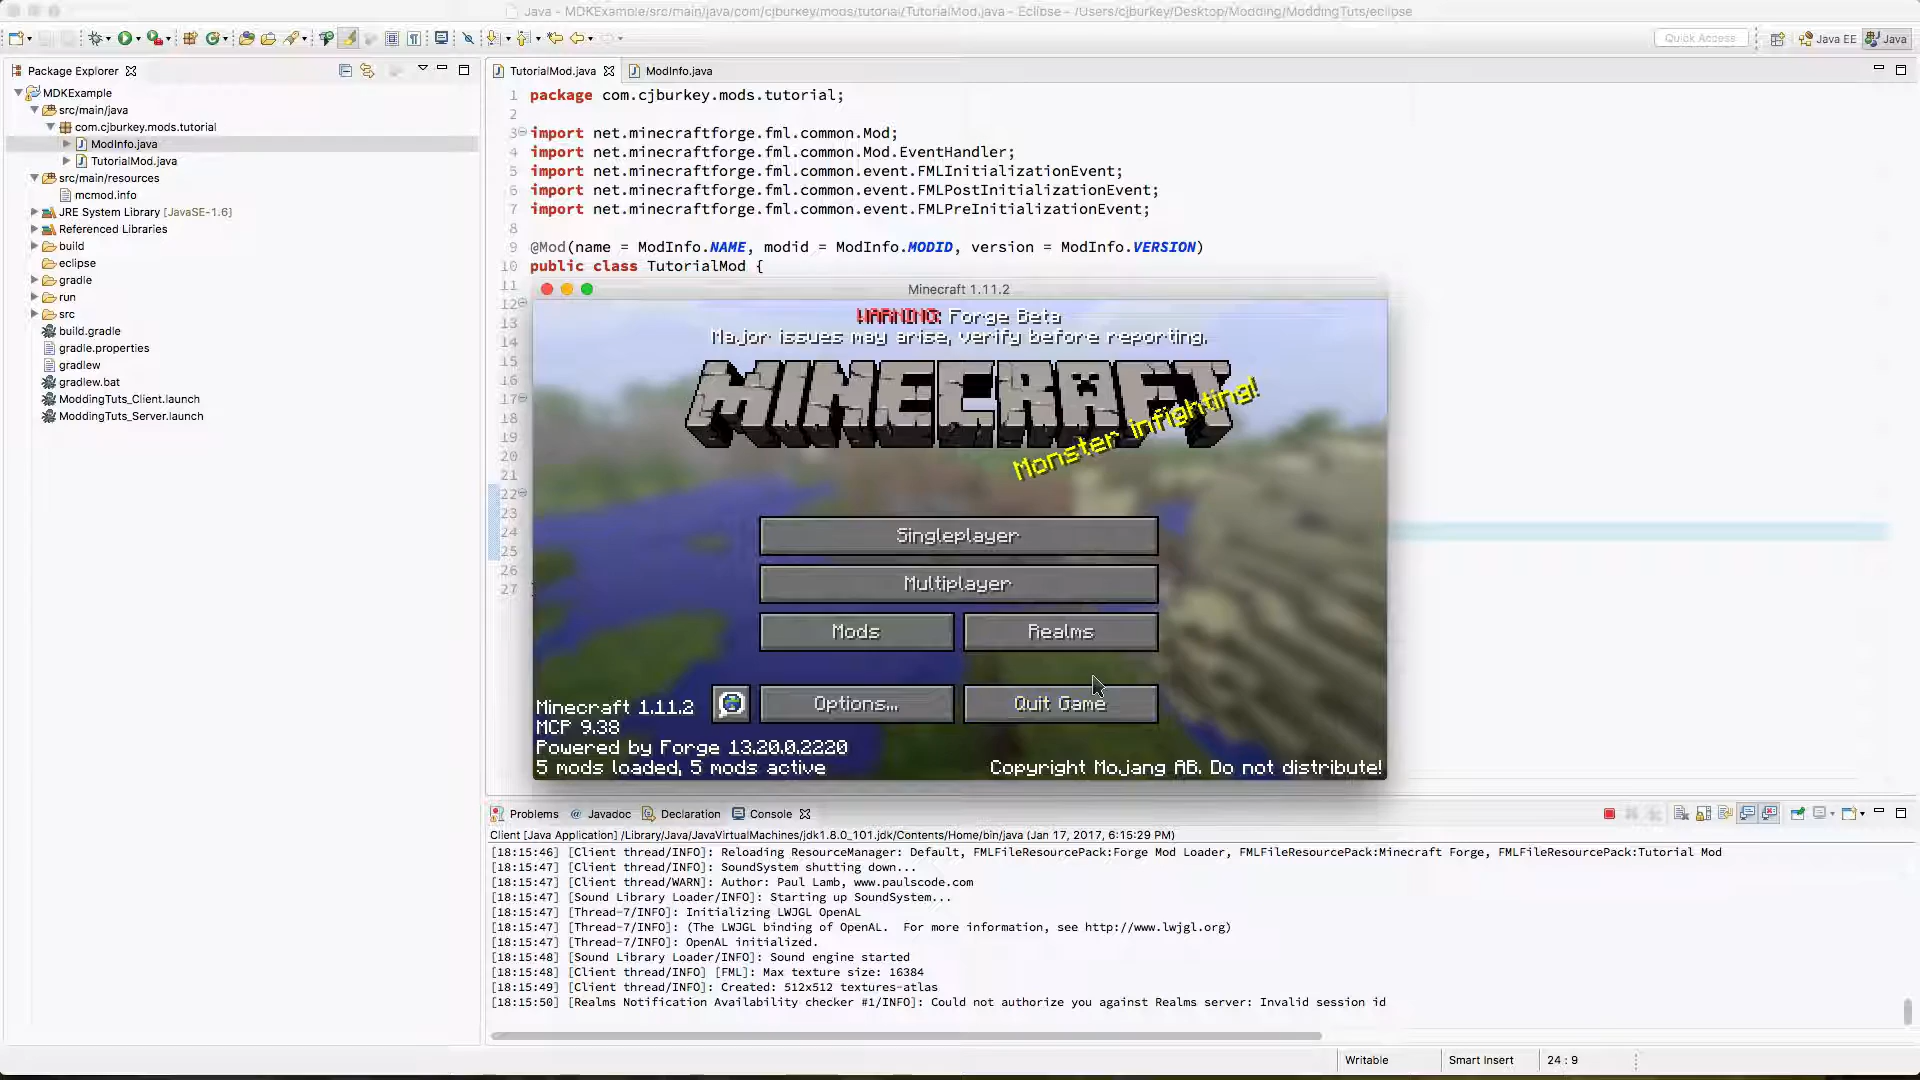 Java - MDKExample/src/main/java/com/cjburkey/mods/tutorial/TutorialMod.java - Eclipse - /Users/cjburkey/Desktop/Modding/ModdingTuts/eclipse
Quick Access
Java EE
Java
Package Explorer
MDKExample
src/main/java
com.cjburkey.mods.tutorial
ModInfo.java
TutorialMod.java
src/main/resources
mcmod.info
JRE System Library [JavaSE-1.6]
Referenced Libraries
build
eclipse
gradle
run
src
build.gradle
gradle.properties
gradlew
gradlew.bat
ModdingTuts_Client.launch
ModdingTuts_Server.launch
TutorialMod.java
ModInfo.java
1 package com.cjburkey.mods.tutorial;
2
3 import net.minecraftforge.fml.common.Mod;
4 import net.minecraftforge.fml.common.Mod.EventHandler;
5 import net.minecraftforge.fml.common.event.FMLInitializationEvent;
6 import net.minecraftforge.fml.common.event.FMLPostInitializationEvent;
7 import net.minecraftforge.fml.common.event.FMLPreInitializationEvent;
8
9 @Mod(name = ModInfo.NAME, modid = ModInfo.MODID, version = ModInfo.VERSION)
10 public class TutorialMod {
11
12
13
14
15
16
17
18
19
20
21
22
23
24
25
26
27
Minecraft 1.11.2
WARNING: Forge Beta
Major issues may arise, verify before reporting.
MINECRAFT
Monster infighting!
Singleplayer
Multiplayer
Mods
Realms
Options...
Quit Game
Minecraft 1.11.2
MCP 9.38
Powered by Forge 13.20.0.2220
5 mods loaded, 5 mods active
Copyright Mojang AB. Do not distribute!
Problems
@ Javadoc
Declaration
Console
Client [Java Application] /Library/Java/JavaVirtualMachines/jdk1.8.0_101.jdk/Contents/Home/bin/java (Jan 17, 2017, 6:15:29 PM)
[18:15:46] [Client thread/INFO]: Reloading ResourceManager: Default, FMLFileResourcePack:Forge Mod Loader, FMLFileResourcePack:Minecraft Forge, FMLFileResourcePack:Tutorial Mod
[18:15:47] [Client thread/INFO]: SoundSystem shutting down...
[18:15:47] [Client thread/WARN]: Author: Paul Lamb, www.paulscode.com
[18:15:47] [Sound Library Loader/INFO]: Starting up SoundSystem...
[18:15:47] [Thread-7/INFO]: Initializing LWJGL OpenAL
[18:15:47] [Thread-7/INFO]: (The LWJGL binding of OpenAL.  For more information, see http://www.lwjgl.org)
[18:15:47] [Thread-7/INFO]: OpenAL initialized.
[18:15:48] [Sound Library Loader/INFO]: Sound engine started
[18:15:48] [Client thread/INFO] [FML]: Max texture size: 16384
[18:15:49] [Client thread/INFO]: Created: 512x512 textures-atlas
[18:15:50] [Realms Notification Availability checker #1/INFO]: Could not authorize you against Realms server: Invalid session id
Writable
Smart Insert
24 : 9